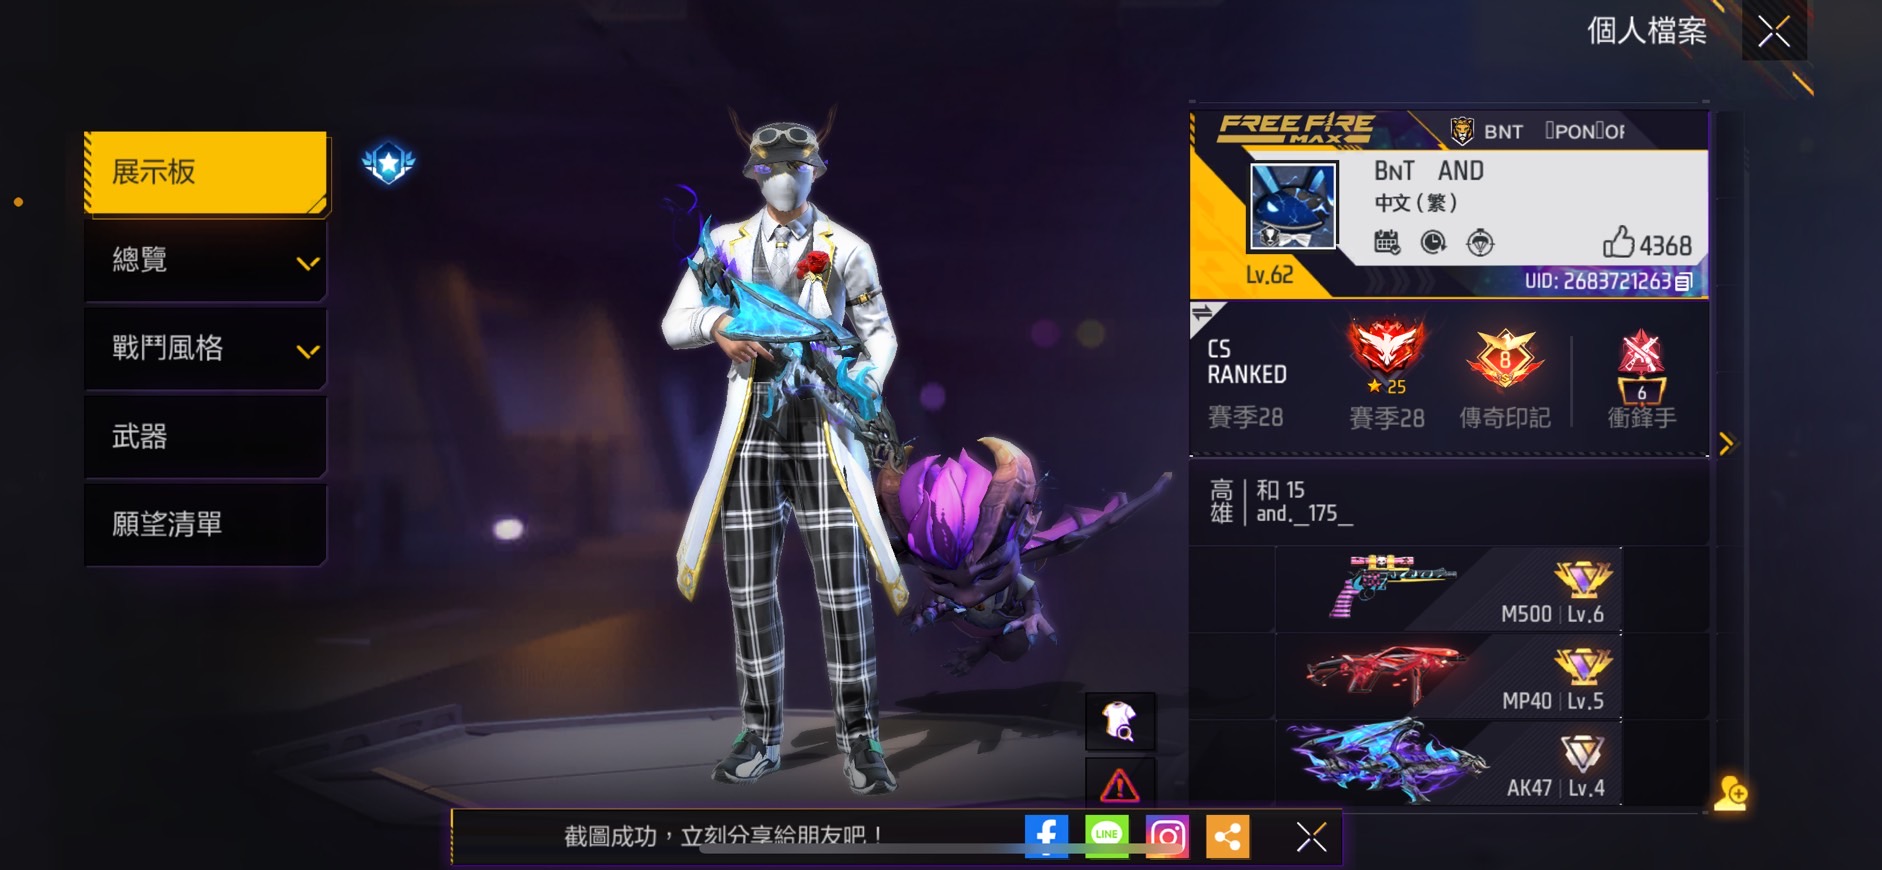 個人檔案
展示板
總覽
戰鬥風格
武器
願望清單
FREE FIRE
MAX
BNT
BNT AND
中文(繁)
4368
Lv.62
UID: 2683721263
CS
RANKED
賽季28
25
賽季28
8
傳奇印記
6
衝鋒手
高雄
和 15
and._175_
M500 Lv.6
MP40 Lv.5
AK47 Lv.4
截圖成功,立刻分享給朋友吧!
LINE